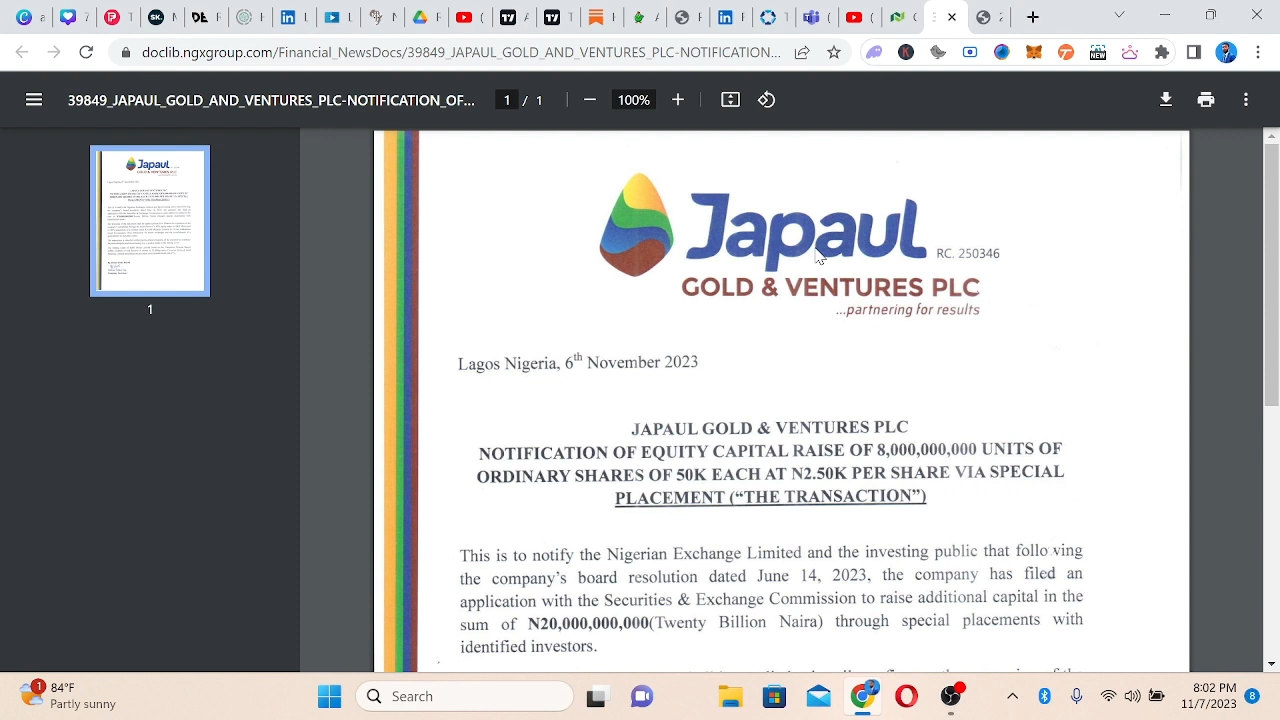 doclib.ngxgroup.com/Financial_NewsDocs/39849_JAPAUL_GOLD_AND_VENTURES_PLC-NOTIFICATION...
NEW
39849_JAPAUL_GOLD_AND_VENTURES_PLC-NOTIFICATION_OF...
1 / 1
100%
Japaul
RC. 250346
GOLD & VENTURES PLC
...partnering for results
1
Lagos Nigeria, 6th November 2023
JAPAUL GOLD & VENTURES PLC
NOTIFICATION OF EQUITY CAPITAL RAISE OF 8,000,000,000 UNITS OF
ORDINARY SHARES OF 50K EACH AT N2.50K PER SHARE VIA SPECIAL
PLACEMENT (“THE TRANSACTION”)
This is to notify the Nigerian Exchange Limited and the investing public that following
the company’s board resolution dated June 14, 2023, the company has filed an
application with the Securities & Exchange Commission to raise additional capital in the
sum of N20,000,000,000(Twenty Billion Naira) through special placements with
identified investors.
1
84°F
Partly sunny
Search
8:02 PM
11/7/2023
8